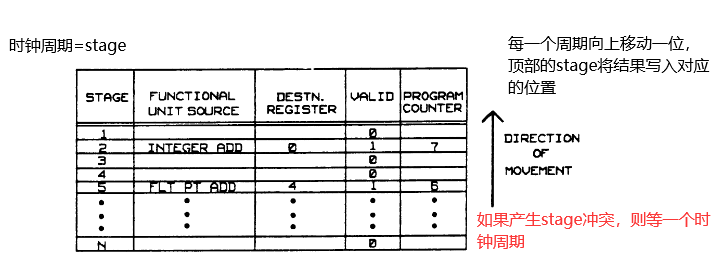 时钟周期=stage
每一个周期向上移动一位，
顶部的stage将结果写入对应
的位置
STAGE FUNCTIONAL UNIT SOURCE DESTN. REGISTER VALID PROGRAM COUNTER
1 0
2 INTEGER ADD 0 1 7
3 0
4 0
5 FLT PT ADD 4 1 6
N 0
DIRECTION
OF
MOVEMENT
如果产生stage冲突，则等一个时
钟周期